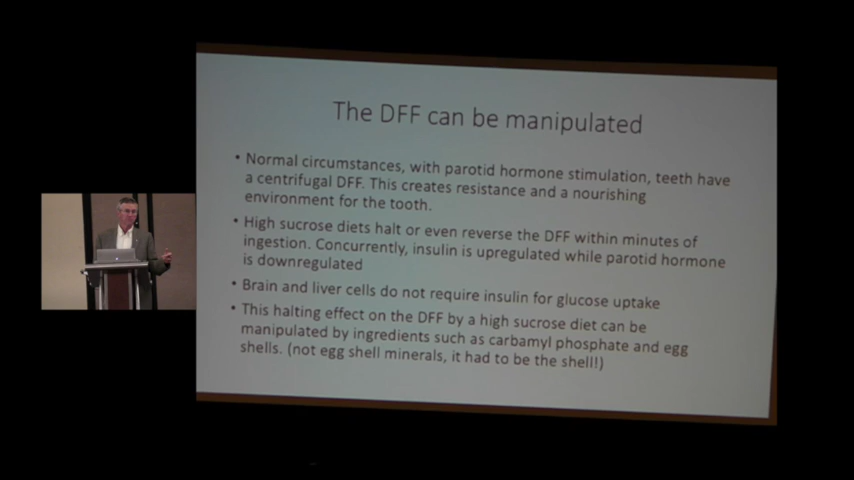 The DFF can be manipulated
• Normal circumstances, with parotid hormone stimulation, teeth have
a centrifugal DFF. This creates resistance and a nourishing
environment for the tooth.
• High sucrose diets halt or even reverse the DFF within minutes of
ingestion. Concurrently, insulin is upregulated while parotid hormone
is downregulated
• Brain and liver cells do not require insulin for glucose uptake
• This halting effect on the DFF by a high sucrose diet can be
manipulated by ingredients such as carbamyl phosphate and egg
shells. (not egg shell minerals, it had to be the shell!)